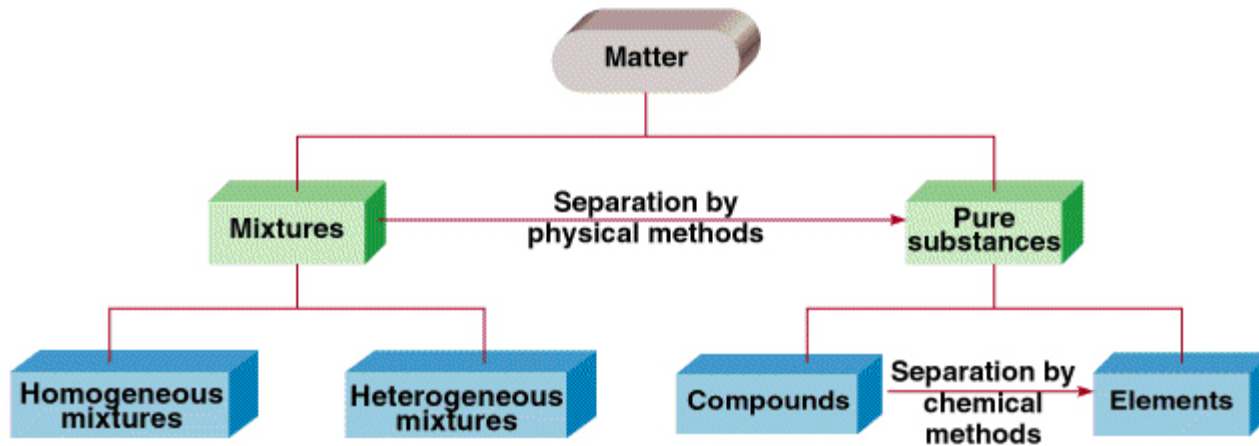 Matter
Mixtures
Separation by
physical methods
Pure
substances
Homogeneous
mixtures
Heterogeneous
mixtures
Compounds
Separation by
chemical
methods
Elements